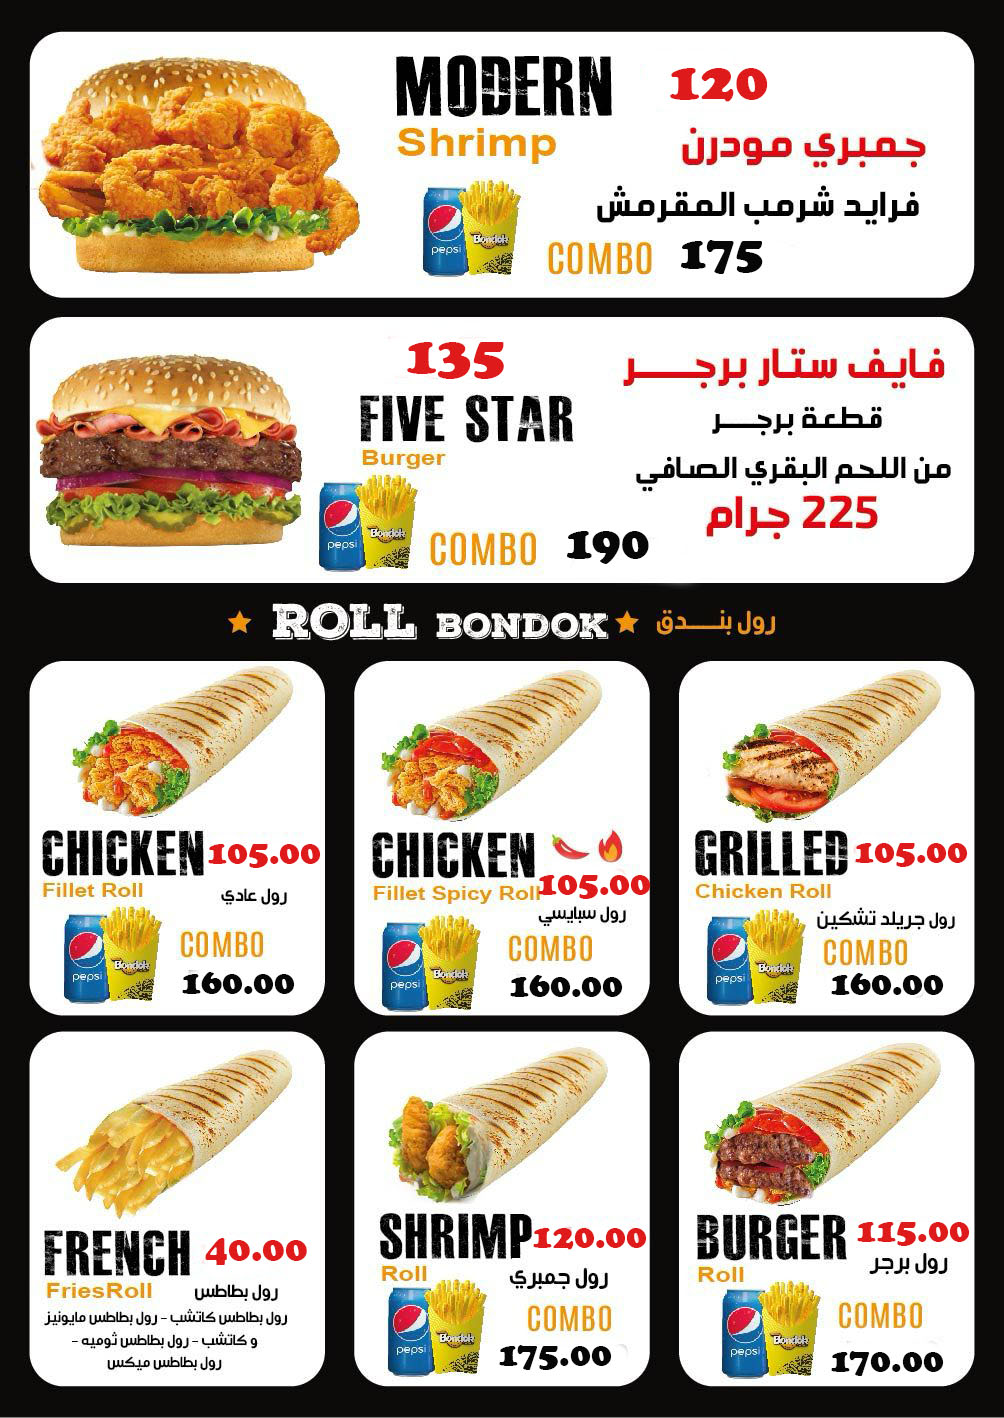 MODERN
120
Shrimp
جمبري مودرن
فرايد شرمب المقرمش
pepsi
Bondok
COMBO 175
135
فايف ستار برجـــــر
FIVE STAR
قطعة برجـــر
Burger
من اللحم البقري الصافي
225 جرام
pepsi
Bondok
COMBO 190
ROLL BONDOK
رول بنـــدق
CHICKEN 105.00
Fillet Roll
رول عادي
pepsi
Bondok
COMBO
160.00
CHICKEN
Fillet Spicy Roll 105.00
رول سبايسي
pepsi
Bondok
COMBO
160.00
GRILLED 105.00
Chicken Roll
رول جريلد تشكين
pepsi
Bondok
COMBO
160.00
FRENCH 40.00
FriesRoll
رول بطاطس
رول بطاطس كاتشب - رول بطاطس مايونيز
و كاتشب - رول بطاطس ثوميه -
رول بطاطس ميكس
SHRIMP 120.00
Roll
رول جمبري
pepsi
Bondok
COMBO
175.00
BURGER 115.00
Roll
رول برجر
pepsi
Bondok
COMBO
170.00